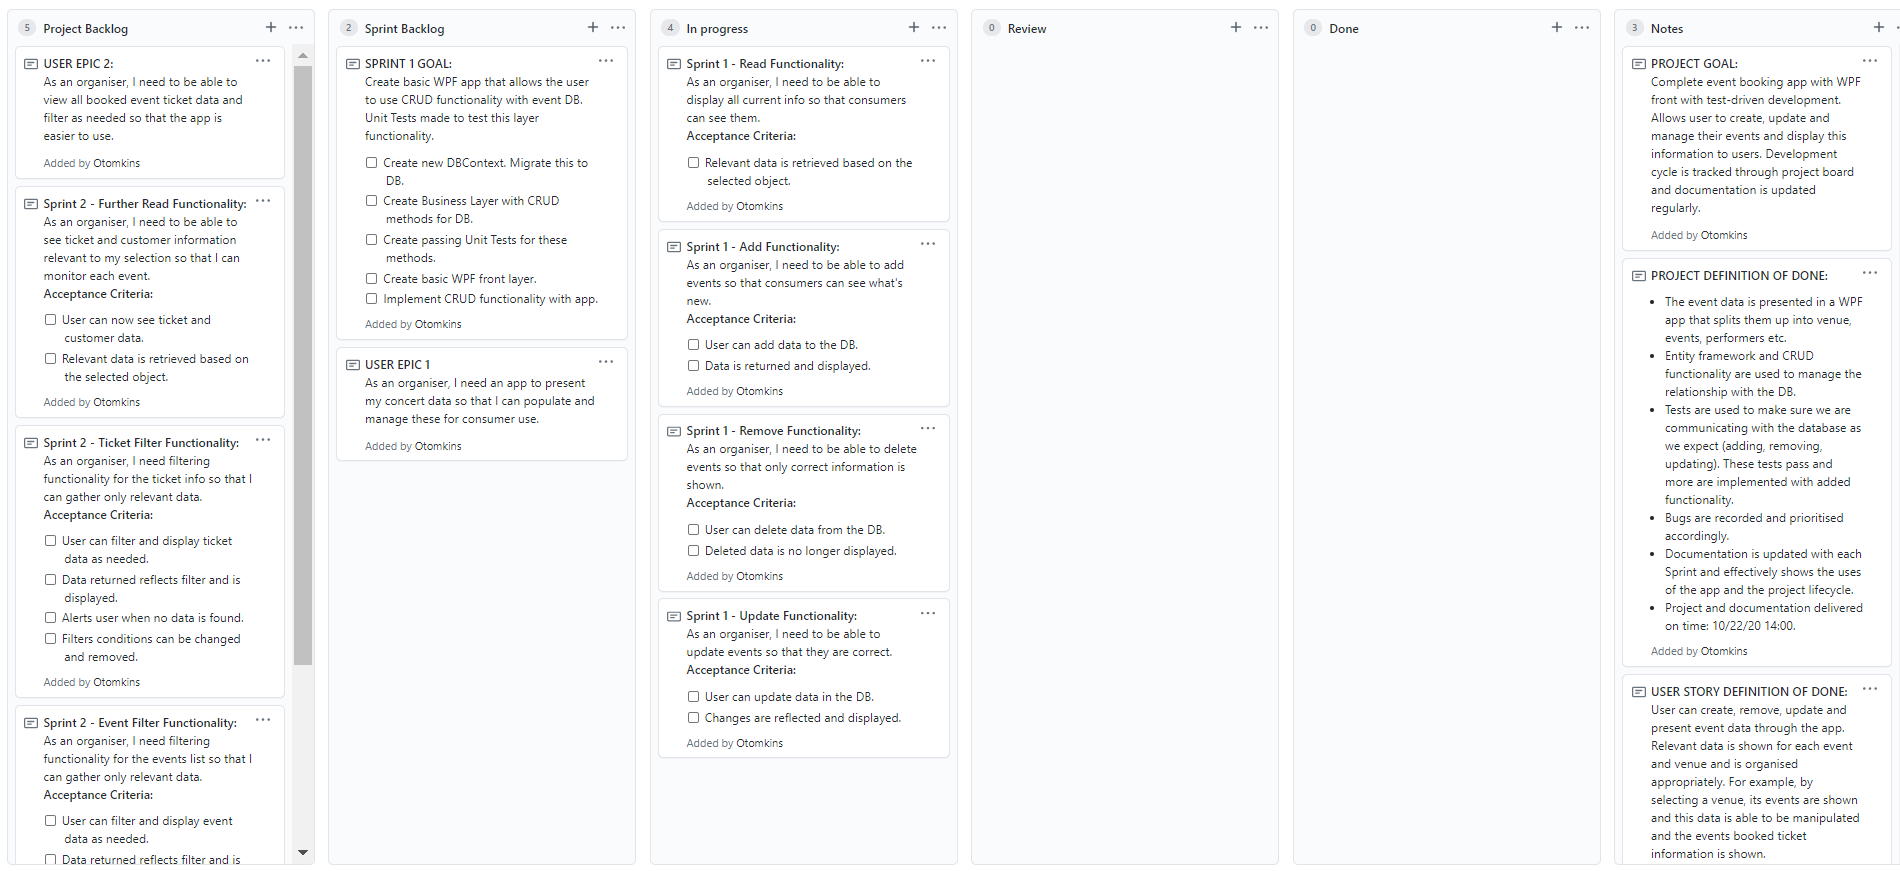 5 Project Backlog
USER EPIC 2:
As an organiser, I need to be able to
view all booked event ticket data and
filter as needed so that the app is
easier to use.
Added by Otomkins
Sprint 2 - Further Read Functionality:
As an organiser, I need to be able to
see ticket and customer information
relevant to my selection so that I can
monitor each event.
Acceptance Criteria:
User can now see ticket and
customer data.
Relevant data is retrieved based on
the selected object.
Added by Otomkins
Sprint 2 - Ticket Filter Functionality:
As an organiser, I need filtering
functionality for the ticket info so that I
can gather only relevant data.
Acceptance Criteria:
User can filter and display ticket
data as needed.
Data returned reflects filter and is
displayed.
Alerts user when no data is found.
Filters conditions can be changed
and removed.
Added by Otomkins
Sprint 2 - Event Filter Functionality:
As an organiser, I need filtering
functionality for the events list so that I
can gather only relevant data.
Acceptance Criteria:
User can filter and display event
data as needed.
Data returned reflects filter and is
2 Sprint Backlog
SPRINT 1 GOAL:
Create basic WPF app that allows the user
to use CRUD functionality with event DB.
Unit Tests made to test this layer
functionality.
Create new DBContext. Migrate this to
DB.
Create Business Layer with CRUD
methods for DB.
Create passing Unit Tests for these
methods.
Create basic WPF front layer.
Implement CRUD functionality with app.
Added by Otomkins
USER EPIC 1
As an organiser, I need an app to present
my concert data so that I can populate and
manage these for consumer use.
Added by Otomkins
4 In progress
Sprint 1 - Read Functionality:
As an organiser, I need to be able to
display all current info so that consumers
can see them.
Acceptance Criteria:
Relevant data is retrieved based on the
selected object.
Added by Otomkins
Sprint 1 - Add Functionality:
As an organiser, I need to be able to add
events so that consumers can see what's
new.
Acceptance Criteria:
User can add data to the DB.
Data is returned and displayed.
Added by Otomkins
Sprint 1 - Remove Functionality:
As an organiser, I need to be able to delete
events so that only correct information is
shown.
Acceptance Criteria:
User can delete data from the DB.
Deleted data is no longer displayed.
Added by Otomkins
Sprint 1 - Update Functionality:
As an organiser, I need to be able to
update events so that they are correct.
Acceptance Criteria:
User can update data in the DB.
Changes are reflected and displayed.
Added by Otomkins
0 Review
0 Done
3 Notes
PROJECT GOAL:
Complete event booking app with WPF
front with test-driven development.
Allows user to create, update and
manage their events and display this
information to users. Development
cycle is tracked through project board
and documentation is updated
regularly.
Added by Otomkins
PROJECT DEFINITION OF DONE:
• The event data is presented in a WPF
app that splits them up into venue,
events, performers etc.
• Entity framework and CRUD
functionality are used to manage the
relationship with the DB.
• Tests are used to make sure we are
communicating with the database as
we expect (adding, removing,
updating). These tests pass and
more are implemented with added
functionality.
• Bugs are recorded and prioritised
accordingly.
• Documentation is updated with each
Sprint and effectively shows the uses
of the app and the project lifecycle.
• Project and documentation delivered
on time: 10/22/20 14:00.
Added by Otomkins
USER STORY DEFINITION OF DONE:
User can create, remove, update and
present event data through the app.
Relevant data is shown for each event
and venue and is organised
appropriately. For example, by
selecting a venue, its events are shown
and this data is able to be manipulated
and the events booked ticket
information is shown.